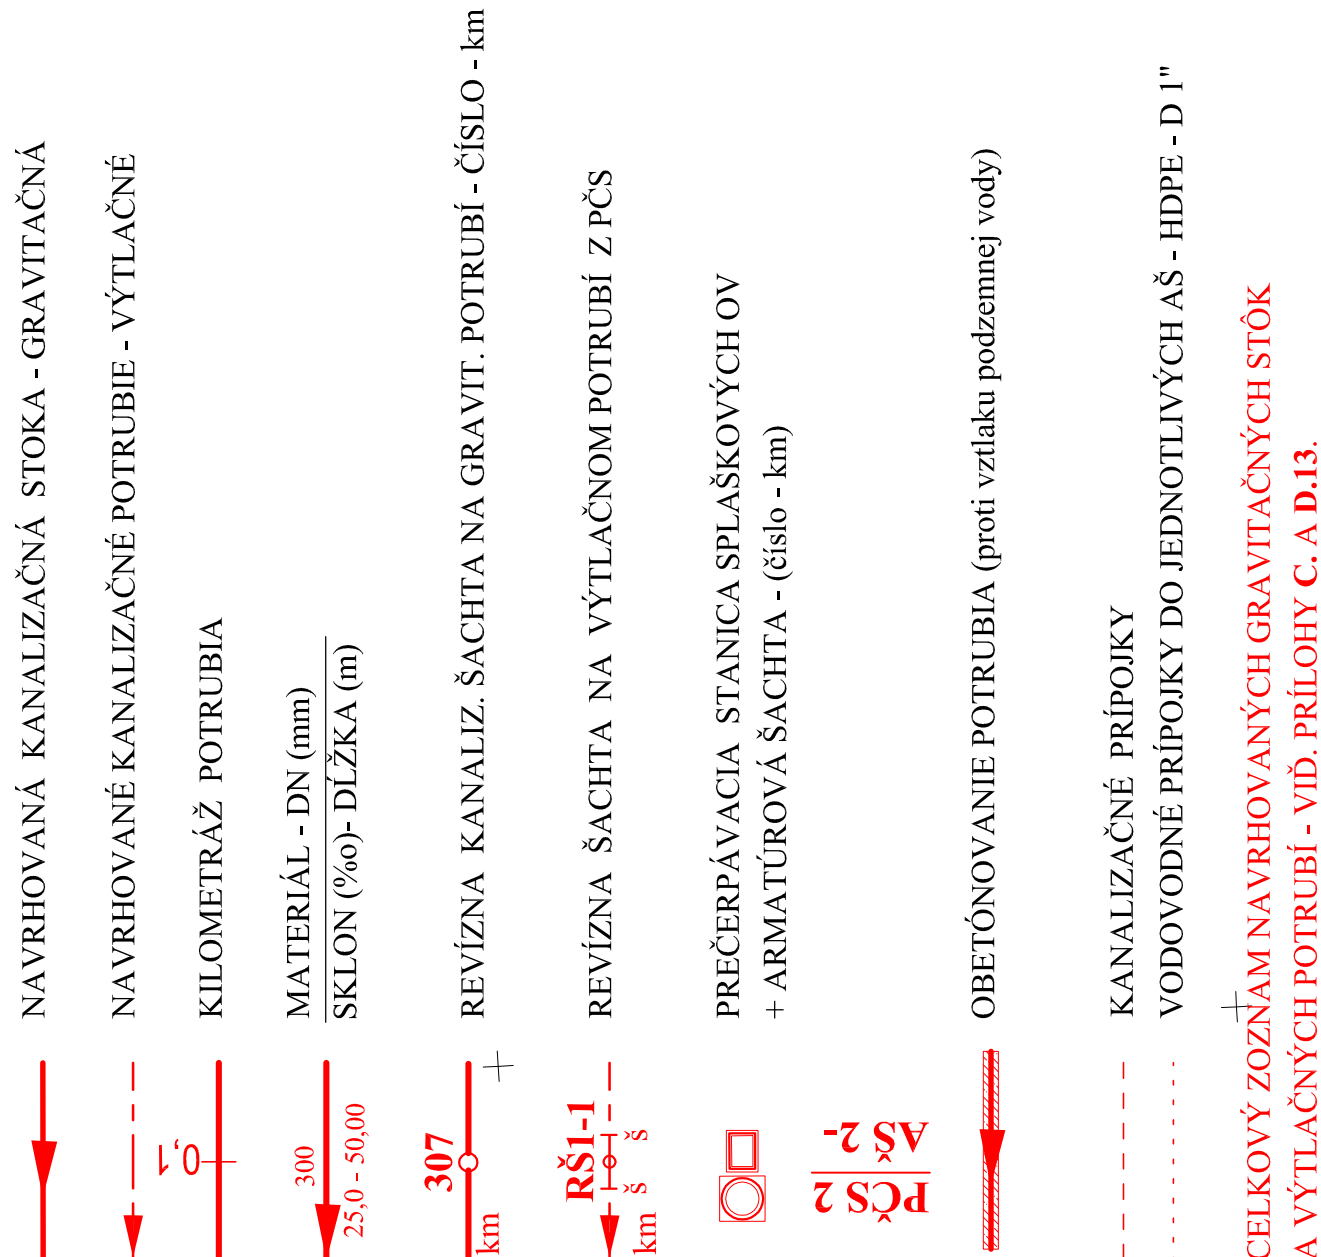 NAVRHOVANÁ KANALIZAČNÁ STOKA - GRAVITAČNÁ
NAVRHOVANÉ KANALIZAČNÉ POTRUBIE - VÝTLAČNÉ
0,1
KILOMETRÁŽ POTRUBIA
300
25,0 - 50,00
MATERIÁL - DN (mm)
SKLON (%o)- DĹŽKA (m)
307
km
REVÍZNA KANALIZ. ŠACHTA NA GRAVIT. POTRUBÍ - ČÍSLO - km
RŠ1-1
š š
km
REVÍZNA ŠACHTA NA VÝTLAČNOM POTRUBÍ Z PČS
PREČERPÁVACIA STANICA SPLAŠKOVÝCH OV
+ ARMATÚROVÁ ŠACHTA - (číslo - km)
PČS 2
AŠ 2-
OBETÓNOVANIE POTRUBIA (proti vztlaku podzemnej vody)
KANALIZAČNÉ PRÍPOJKY
VODOVODNÉ PRÍPOJKY DO JEDNOTLIVÝCH AŠ - HDPE - D 1"
CELKOVÝ ZOZNAM NAVRHOVANÝCH GRAVITAČNÝCH STÔK
A VÝTLAČNÝCH POTRUBÍ - VIĎ. PRÍLOHY C. A D.13.